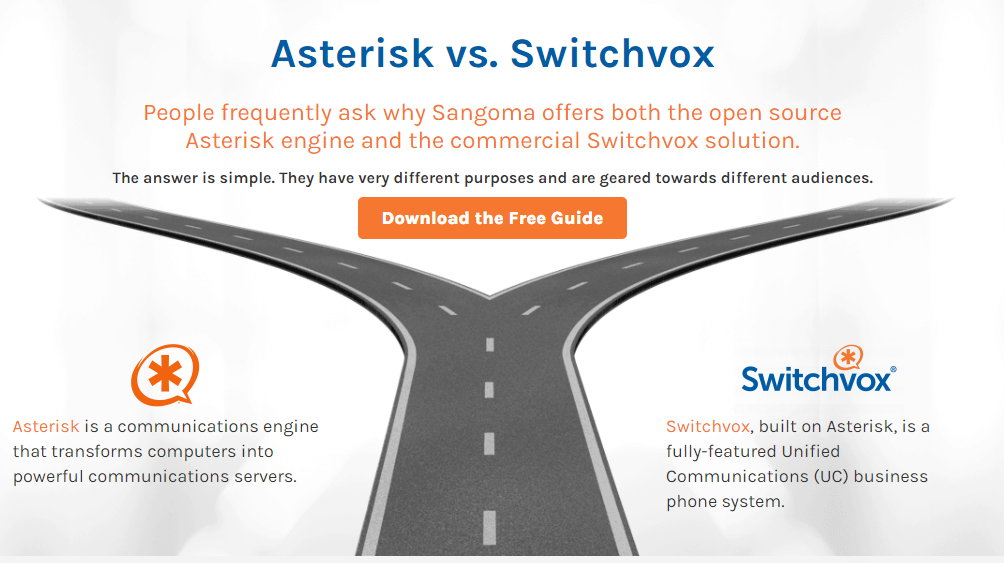 Asterisk vs. Switchvox
People frequently ask why Sangoma offers both the open source
Asterisk engine and the commercial Switchvox solution.
The answer is simple. They have very different purposes and are geared towards different audiences.
Download the Free Guide
Asterisk is a communications engine
that transforms computers into
powerful communications servers.
Switchvox®
Switchvox, built on Asterisk, is a
fully-featured Unified
Communications (UC) business
phone system.